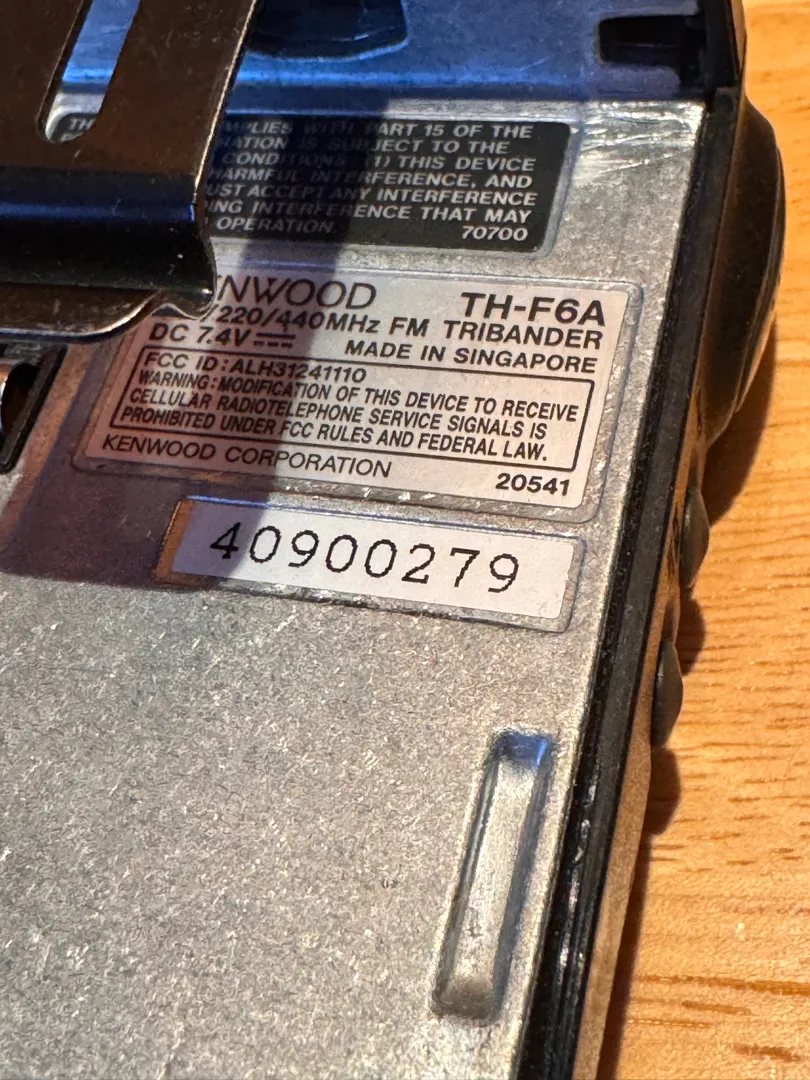 TH
MPLIES WITH PART 15 OF THE
RATION IS SUBJECT TO THE
CONDITIONS (1) THIS DEVICE
HARMFUL INTERFERENCE, AND
UST ACCEPT ANY INTERFERENCE
ING INTERFERENCE THAT MAY
OPERATION.
70700
NWOOD TH-F6A
/220/440MHz FM TRIBANDER
DC 7.4V MADE IN SINGAPORE
FCC ID:ALH31241110
WARNING:MODIFICATION OF THIS DEVICE TO RECEIVE
CELLULAR RADIOTELEPHONE SERVICE SIGNALS IS
PROHIBITED UNDER FCC RULES AND FEDERAL LAW.
KENWOOD CORPORATION 20541
40900279